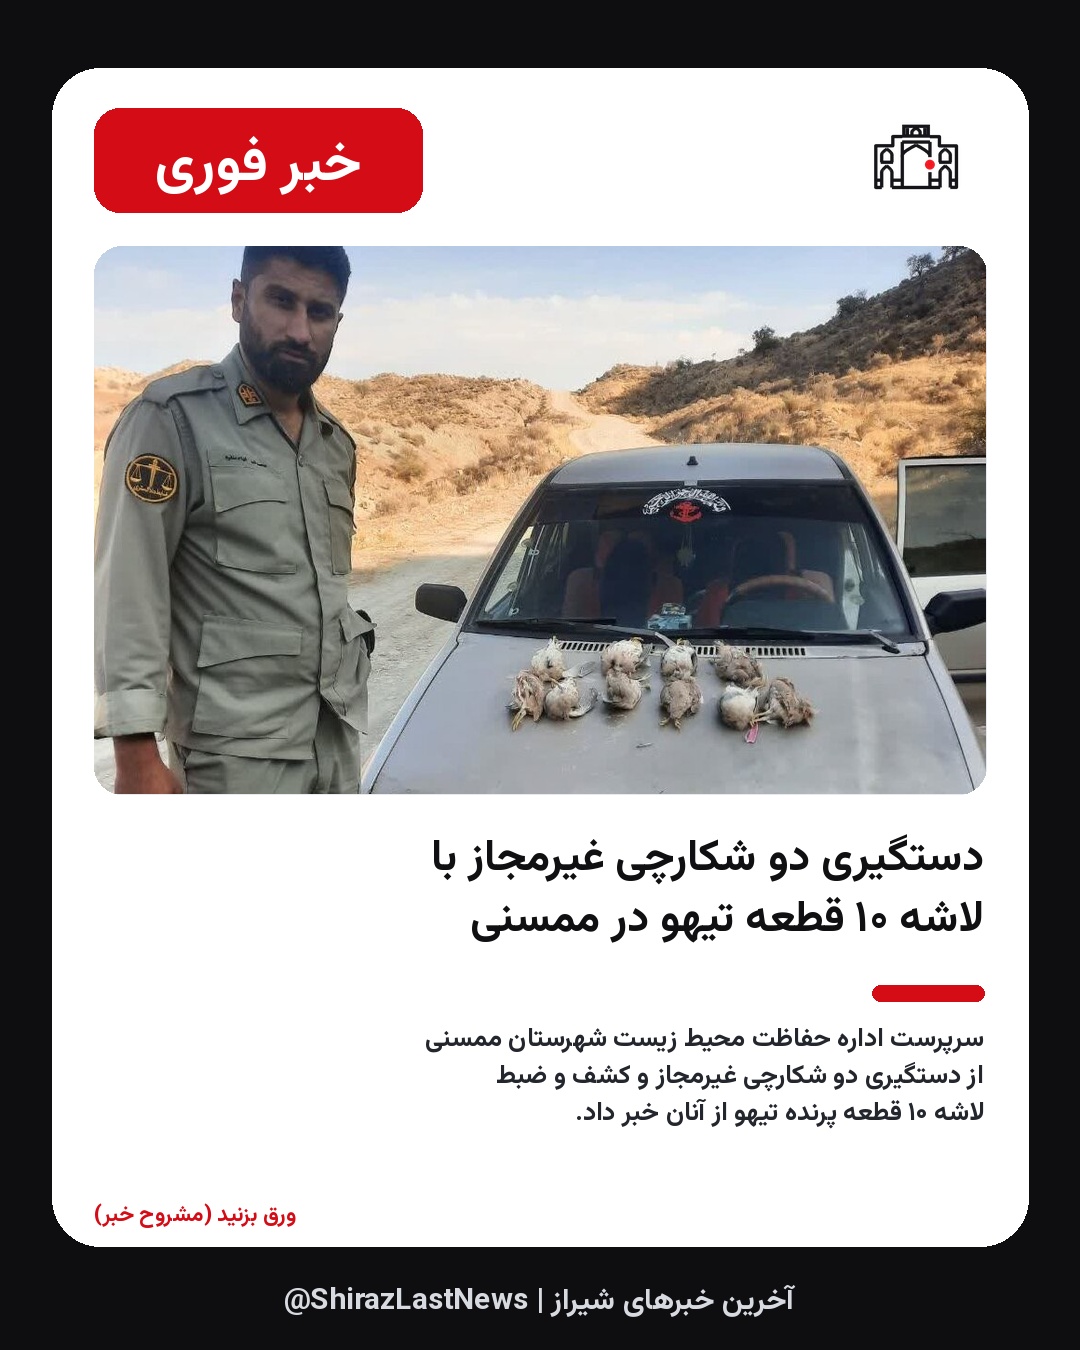 خبر فوری
دستگیری دو شکارچی غیرمجاز با
لاشه ۱۰ قطعه تیهو در ممسنی
سرپرست اداره حفاظت محیط زیست شهرستان ممسنی
از دستگیری دو شکارچی غیرمجاز و کشف و ضبط
لاشه ۱۰ قطعه پرنده تیهو از آنان خبر داد.
ورق بزنید (مشروح خبر)
آخرین خبرهای شیراز | @ShirazLastNews